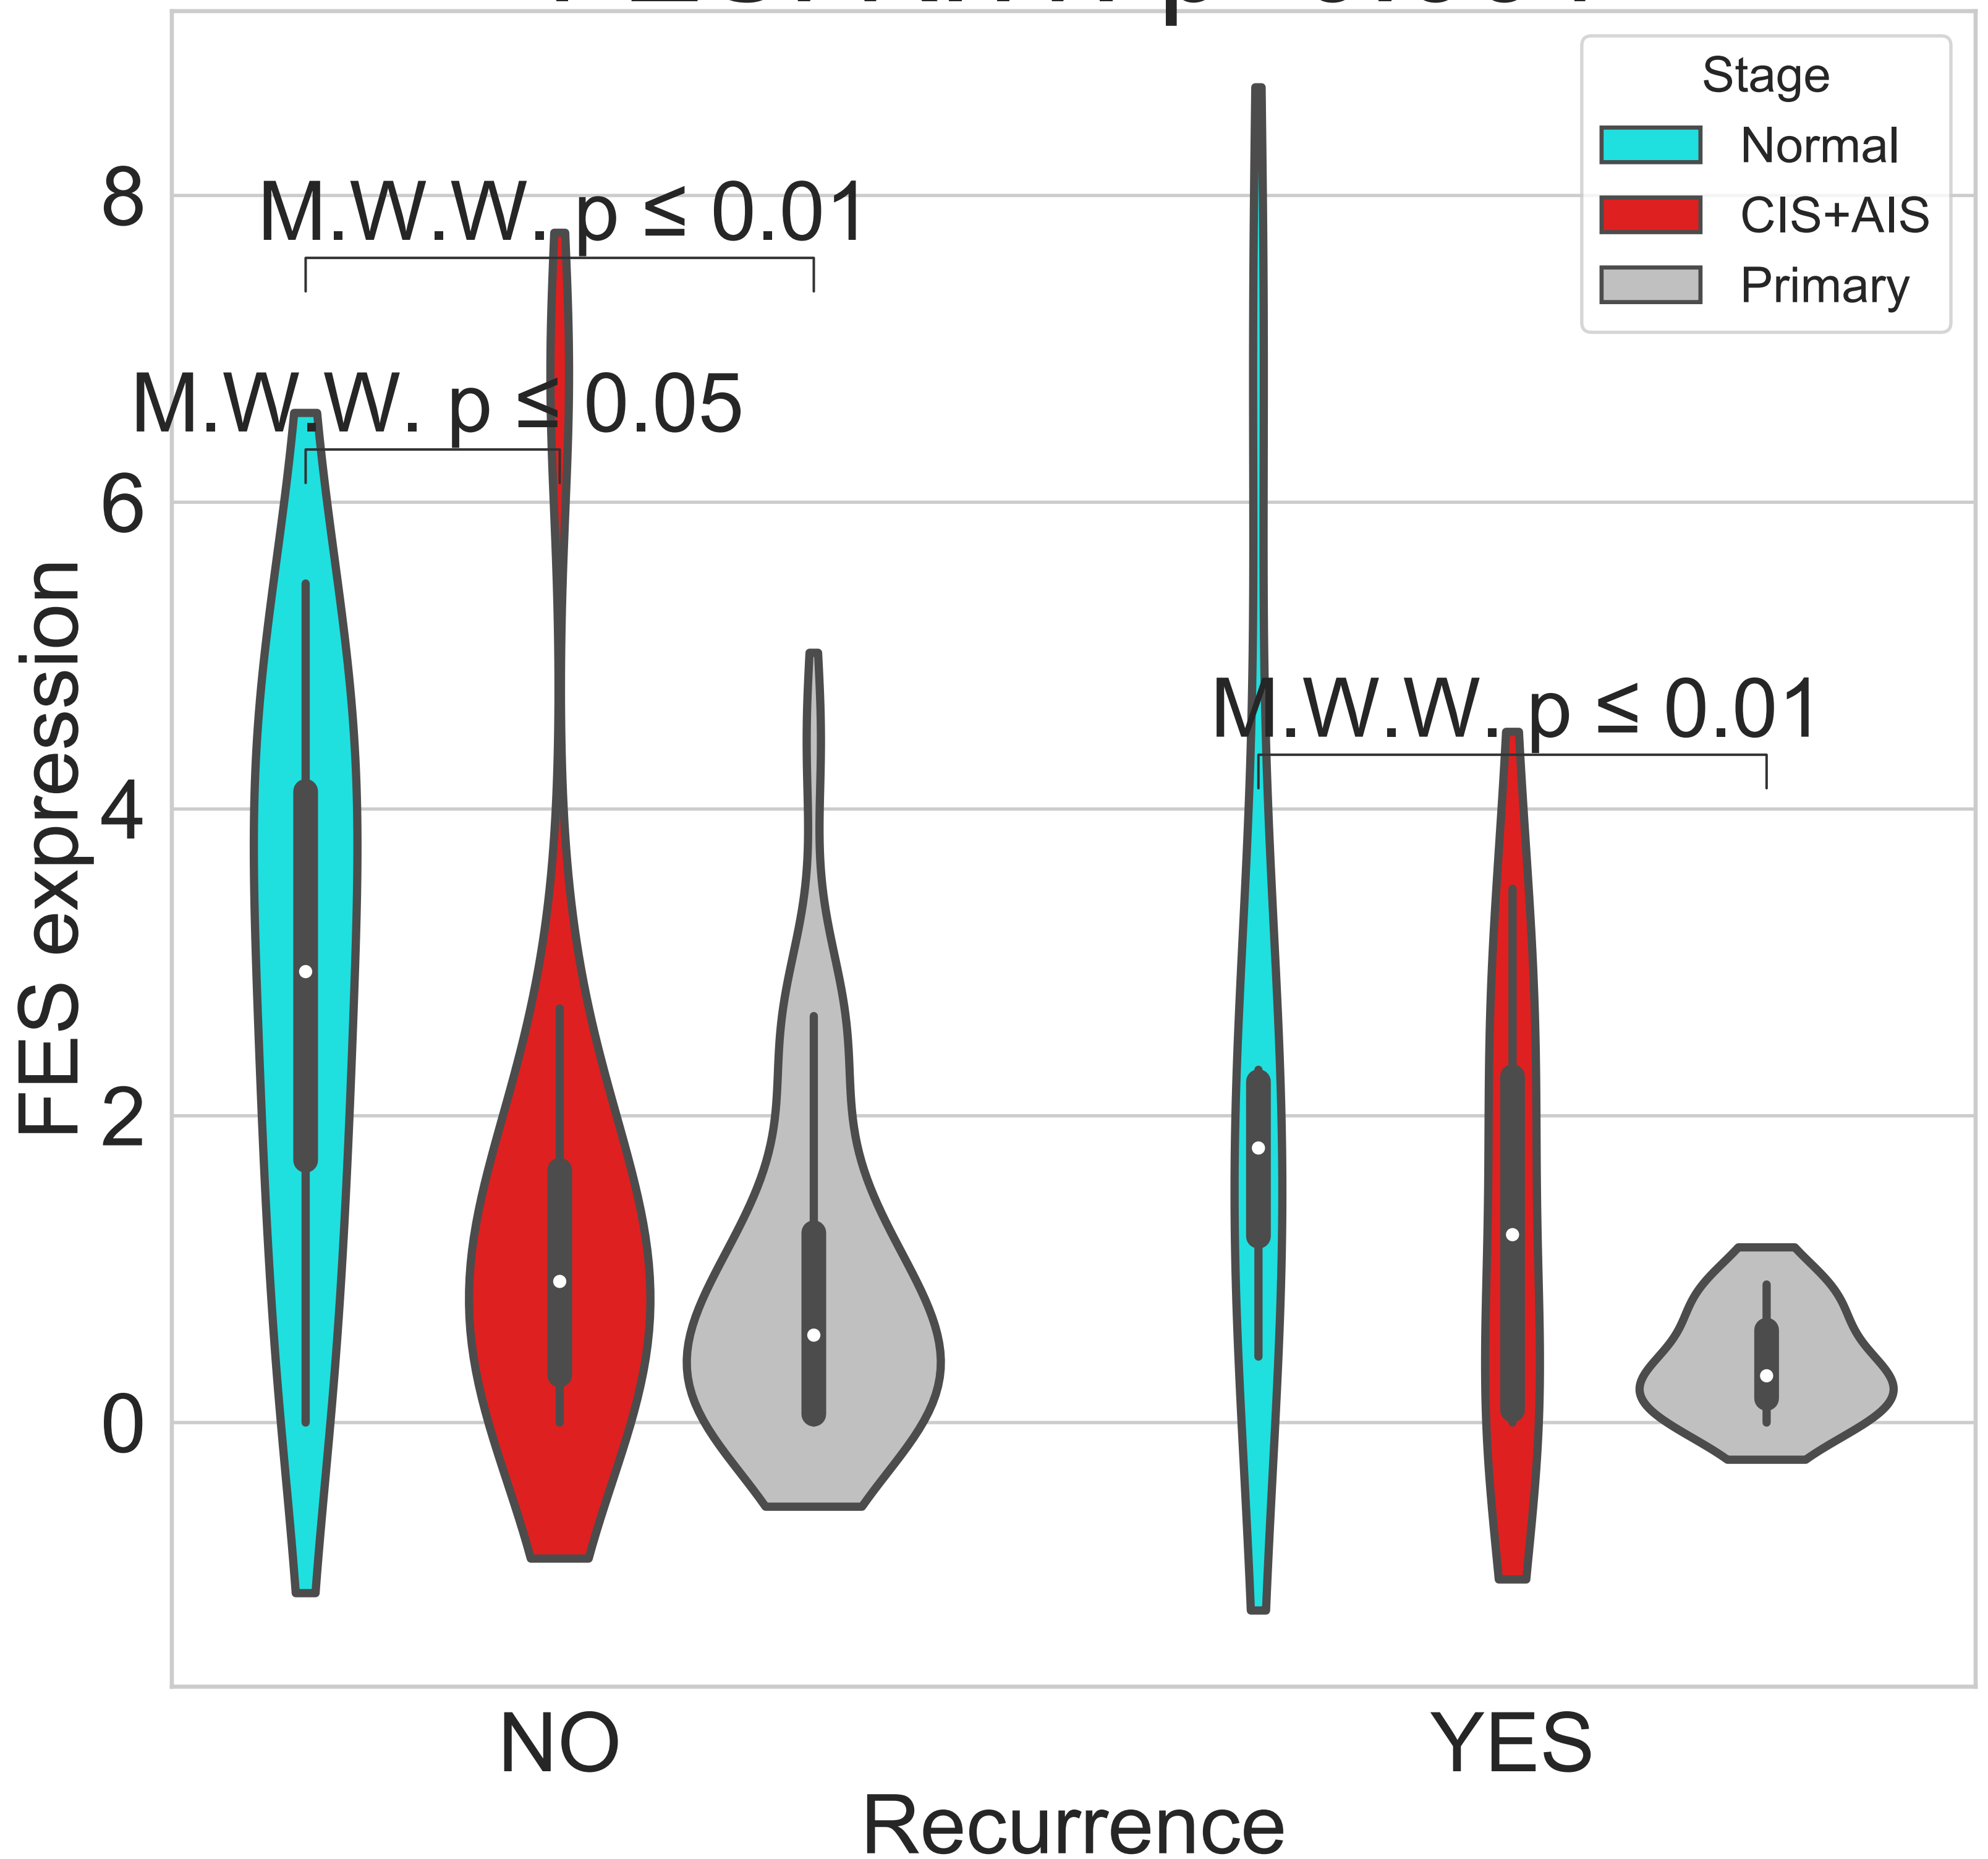 Stage
Normal
CIS+AIS
Primary
8
6
4
2
0
FES expression
M.W.W. p ≤ 0.01
M.W.W. p ≤ 0.05
M.W.W. p ≤ 0.01
NO
YES
Recurrence